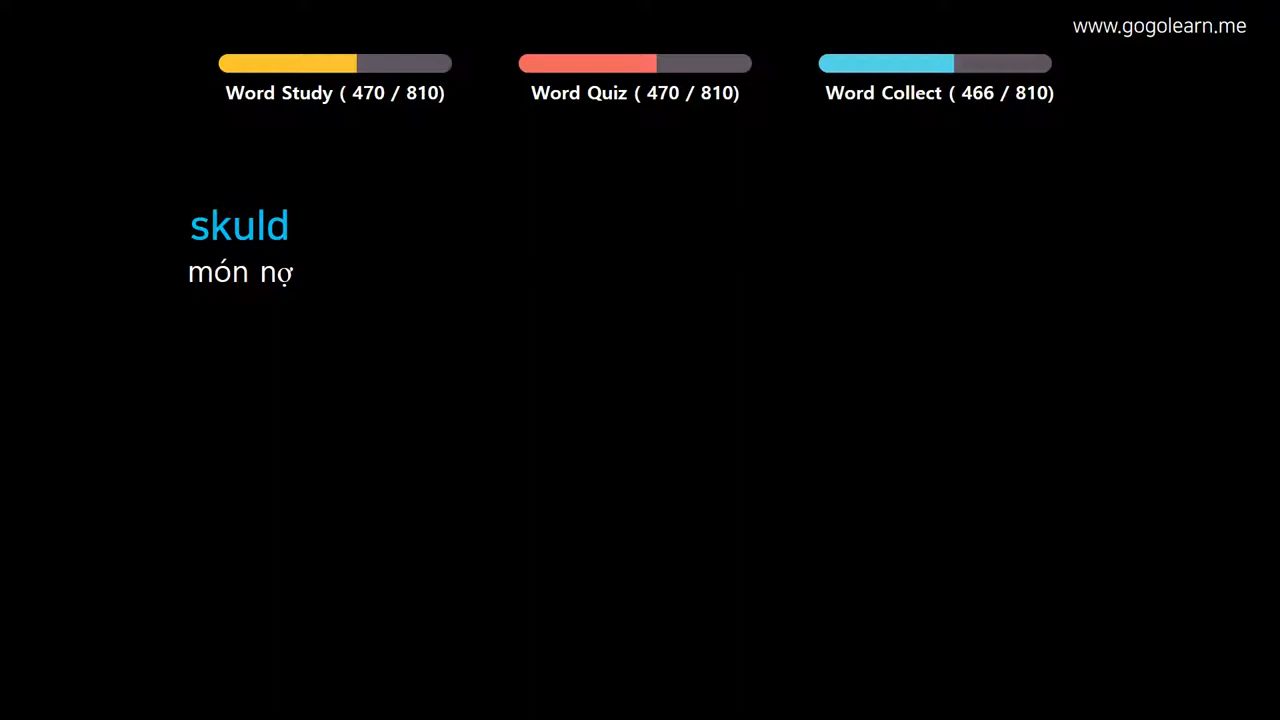 www.gogolearn.me
Word Study ( 470 / 810)
Word Quiz ( 470 / 810)
Word Collect ( 466 / 810)
skuld
món nợ